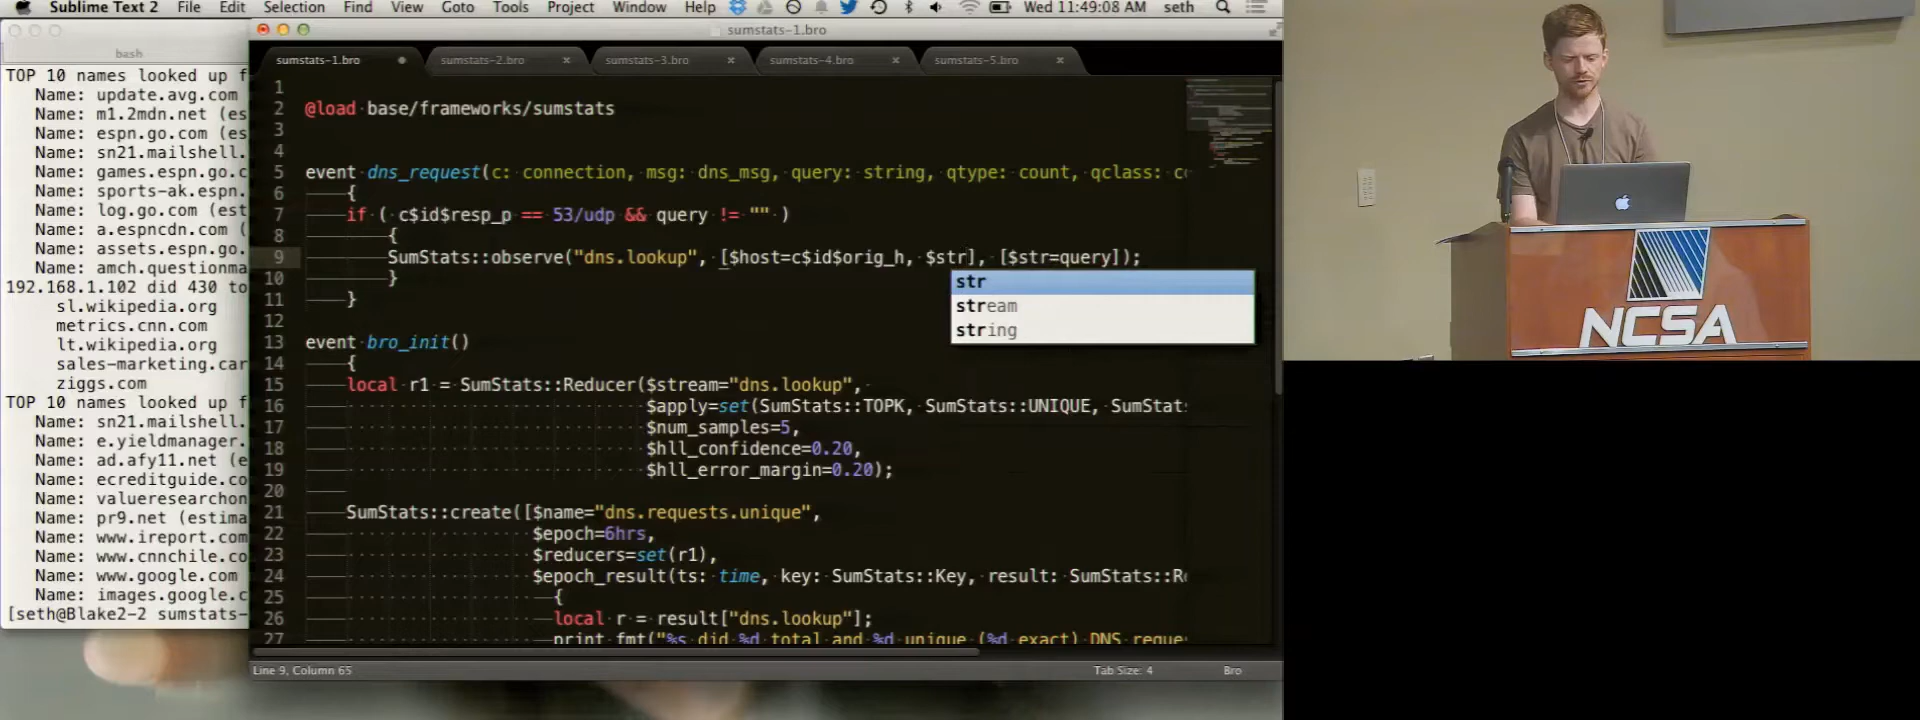 Sublime Text 2 File Edit Selection Find View Goto Tools Project Window Help Wed 11:49:08 AM seth
sumstats-1.bro
bash
sumstats-1.bro sumstats-2.bro sumstats-3.bro sumstats-4.bro sumstats-5.bro
TOP 10 names looked up f
Name: update.avg.com
Name: m1.2mdn.net (es
Name: espn.go.com (es
Name: sn21.mailshell.
Name: games.espn.go.c
Name: sports-ak.espn.
Name: log.go.com (est
Name: a.espncdn.com (
Name: assets.espn.go.
Name: amch.questionma
192.168.1.102 did 430 to
sl.wikipedia.org
metrics.cnn.com
lt.wikipedia.org
sales-marketing.car
ziggs.com
TOP 10 names looked up f
Name: sn21.mailshell.
Name: e.yieldmanager.
Name: ad.afy11.net (e
Name: ecreditguide.co
Name: valueresearchon
Name: pr9.net (estima
Name: www.ireport.com
Name: www.cnnchile.co
Name: www.google.com
Name: images.google.c
[seth@Blake2-2 sumstats-
1
2 @load base/frameworks/sumstats
3
4
5 event dns_request(c: connection, msg: dns_msg, query: string, qtype: count, qclass: c
6 {
7 if ( c$id$resp_p == 53/udp && query != "" )
8 {
9 SumStats::observe("dns.lookup", [$host=c$id$orig_h, $str], [$str=query]);
10 }
11 }
12
13 event bro_init()
14 {
15 local r1 = SumStats::Reducer($stream="dns.lookup",
16 $apply=set(SumStats::TOPK, SumStats::UNIQUE, SumStat
17 $num_samples=5,
18 $hll_confidence=0.20,
19 $hll_error_margin=0.20);
20
21 SumStats::create([$name="dns.requests.unique",
22 $epoch=6hrs,
23 $reducers=set(r1),
24 $epoch_result(ts: time, key: SumStats::Key, result: SumStats::Re
25 {
26 local r = result["dns.lookup"];
27 print fmt("%s did %d total and %d unique (%d exact) DNS reque
str
stream
string
Line 9, Column 65 Tab Size: 4 Bro
NCSA